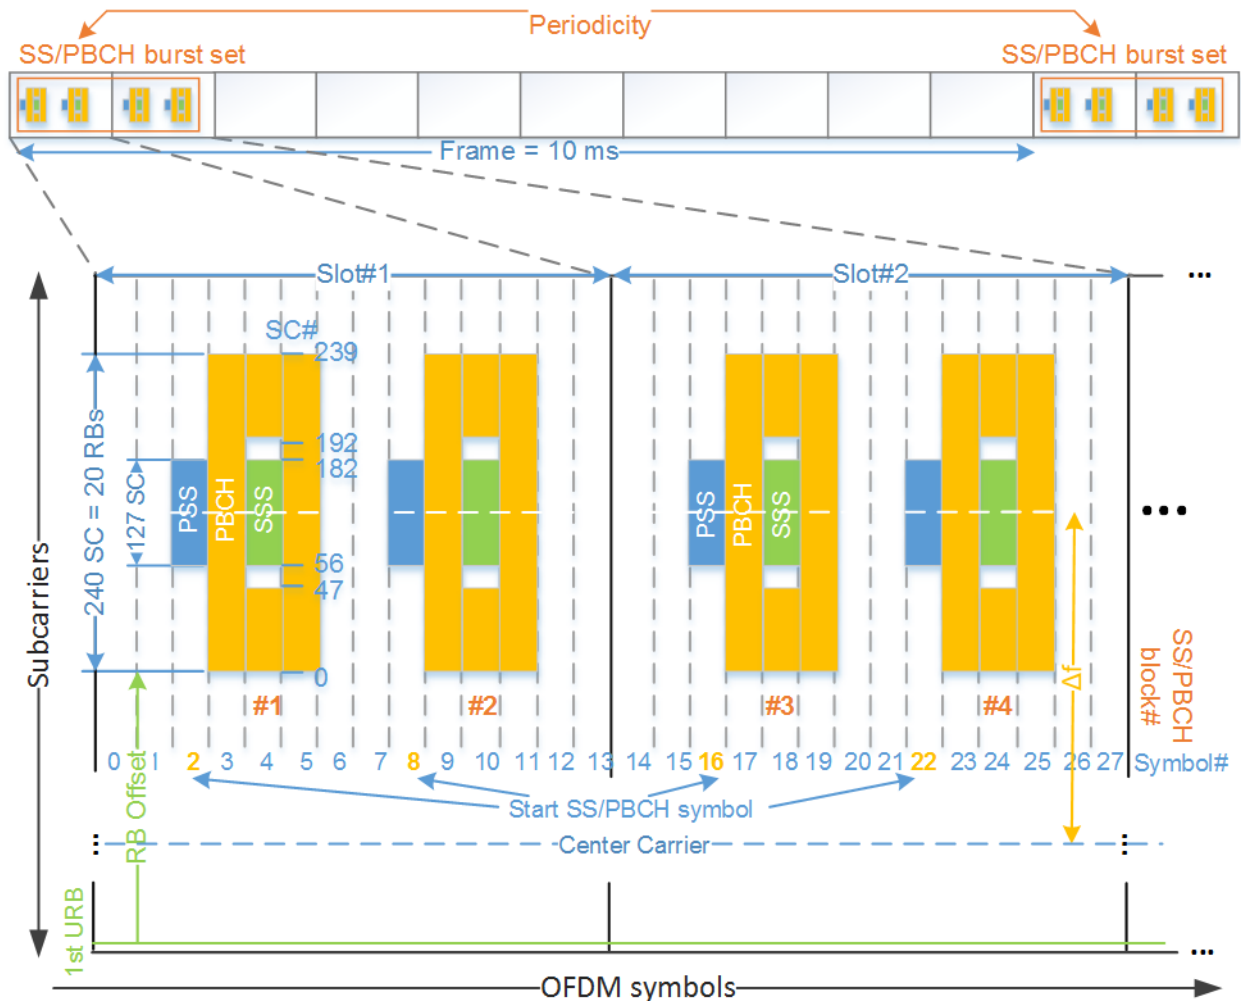 Periodicity
SS/PBCH burst set
SS/PBCH burst set
Frame = 10 ms
Slot#1
Slot#2
...
SC#
239
192
182
56
47
0
240 SC = 20 RBs
127 SC
PSS
PBCH
SSS
PSS
PBCH
SSS
...
Subcarriers
#1
#2
#3
#4
SS/PBCH
block#
Δf
0 1 2 3 4 5 6 7 8 9 10 11 12 13 14 15 16 17 18 19 20 21 22 23 24 25 26 27 Symbol#
Start SS/PBCH symbol
RB Offset
Center Carrier
1st URB
...
OFDM symbols